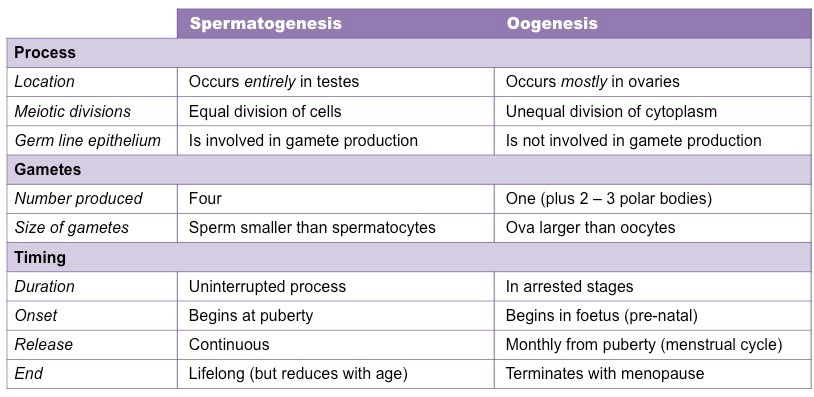 Spermatogenesis Oogenesis
Process
Location Occurs entirely in testes Occurs mostly in ovaries
Meiotic divisions Equal division of cells Unequal division of cytoplasm
Germ line epithelium Is involved in gamete production Is not involved in gamete production
Gametes
Number produced Four One (plus 2 – 3 polar bodies)
Size of gametes Sperm smaller than spermatocytes Ova larger than oocytes
Timing
Duration Uninterrupted process In arrested stages
Onset Begins at puberty Begins in foetus (pre-natal)
Release Continuous Monthly from puberty (menstrual cycle)
End Lifelong (but reduces with age) Terminates with menopause